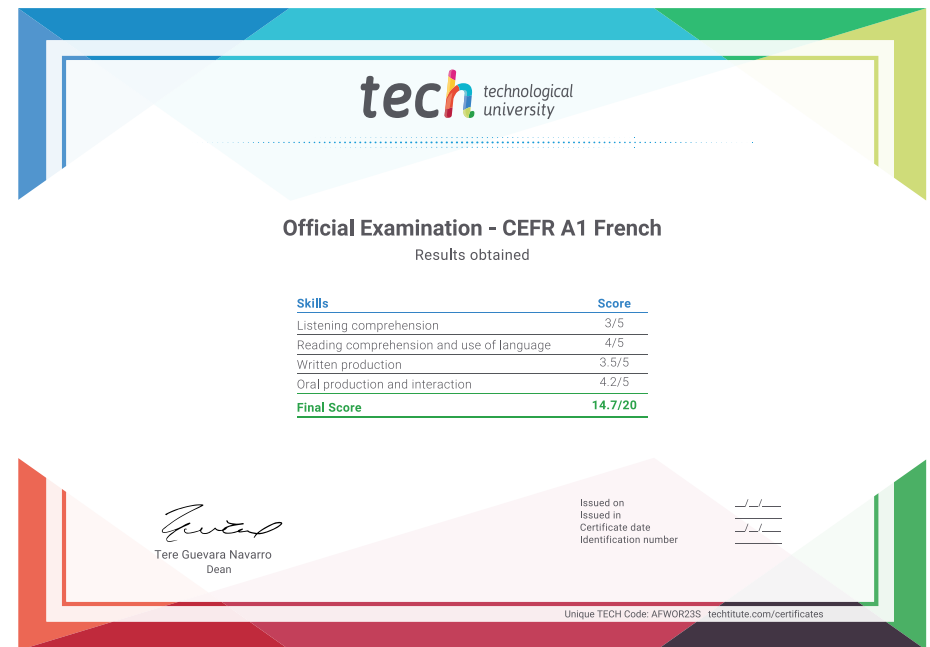 tech technological
university
Official Examination - CEFR A1 French
Results obtained
Skills Score
Listening comprehension 3/5
Reading comprehension and use of language 4/5
Written production 3.5/5
Oral production and interaction 4.2/5
Final Score 14.7/20
Tere Guevara Navarro
Dean
Issued on __/__/____
Issued in ________
Certificate date __/__/____
Identification number ________
Unique TECH Code: AFWOR23S techtitute.com/certificates